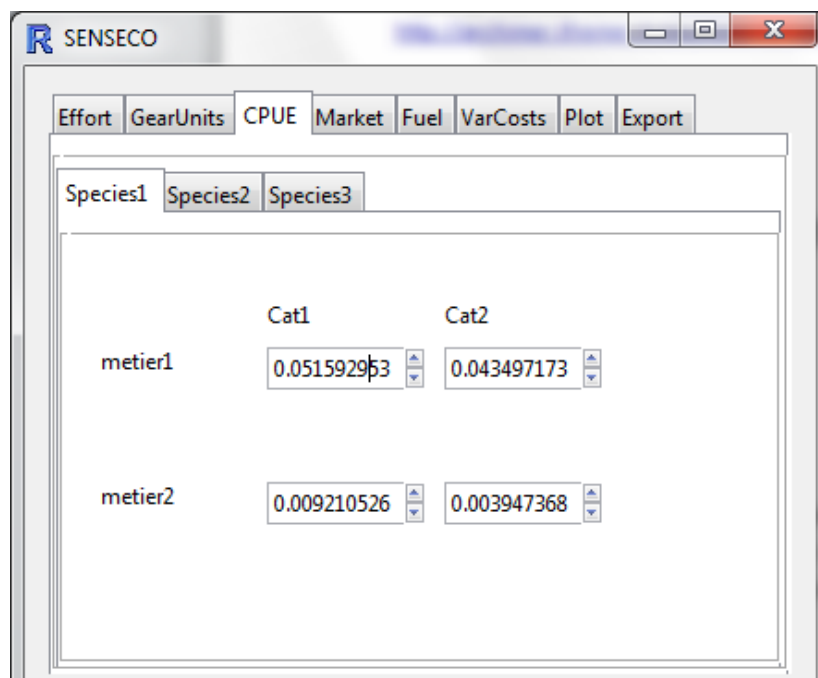 SENSECO
Effort GearUnits CPUE Market Fuel VarCosts Plot Export
Species1 Species2 Species3
Cat1 Cat2
metier1 0.051592953 0.043497173
metier2 0.009210526 0.003947368